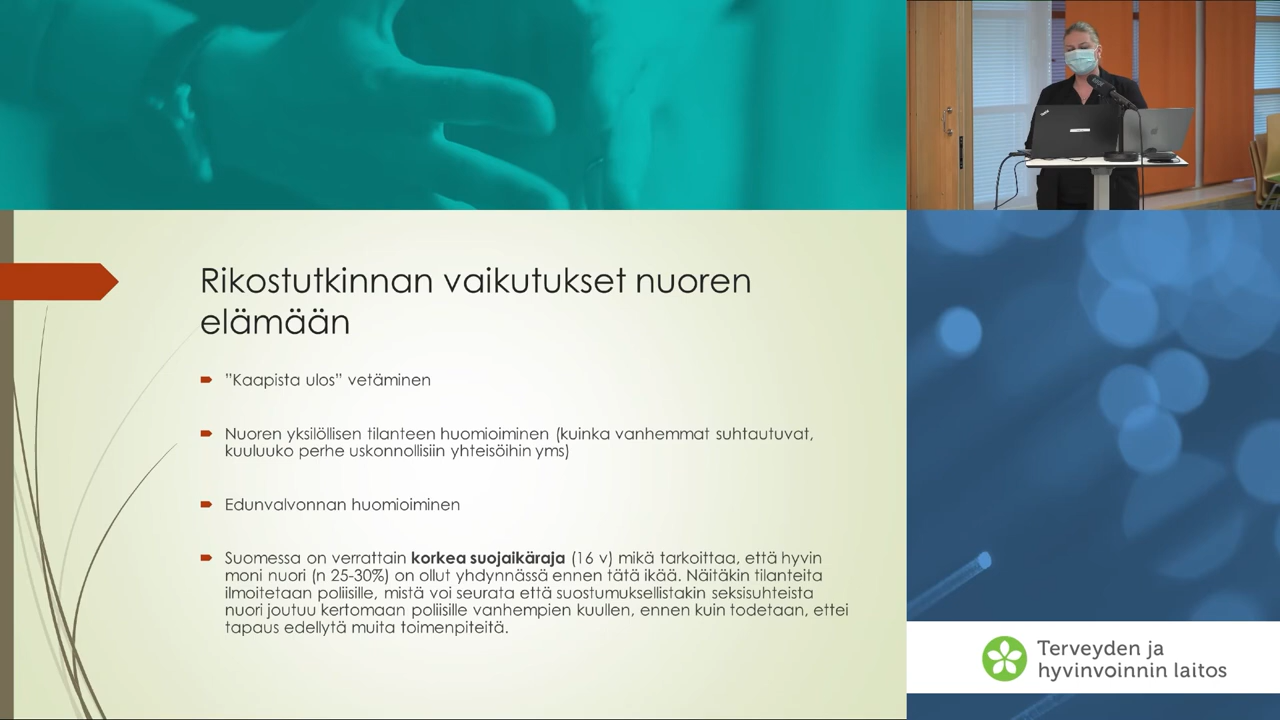 Rikostutkinnan vaikutukset nuoren
elämään
”Kaapista ulos” vetäminen
Nuoren yksilöllisen tilanteen huomioiminen (kuinka vanhemmat suhtautuvat,
kuuluuko perhe uskonnollisiin yhteisöihin yms)
Edunvalvonnan huomioiminen
Suomessa on verrattain korkea suojaikäraja (16 v) mikä tarkoittaa, että hyvin
moni nuori (n 25-30%) on ollut yhdynnässä ennen tätä ikää. Näitäkin tilanteita
ilmoitetaan poliisille, mistä voi seurata että suostumuksellistakin seksisuhteista
nuori joutuu kertomaan poliisille vanhempien kuullen, ennen kuin todetaan, ettei
tapaus edellytä muita toimenpiteitä.
Terveyden ja
hyvinvoinnin laitos